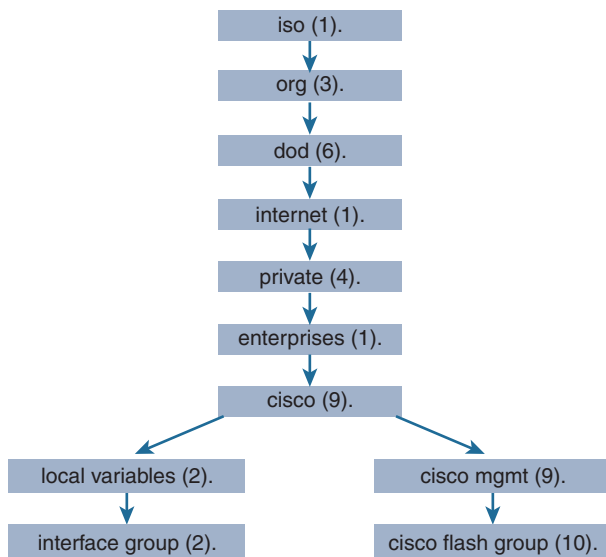 iso (1).
org (3).
dod (6).
internet (1).
private (4).
enterprises (1).
cisco (9).
local variables (2).
cisco mgmt (9).
interface group (2).
cisco flash group (10).